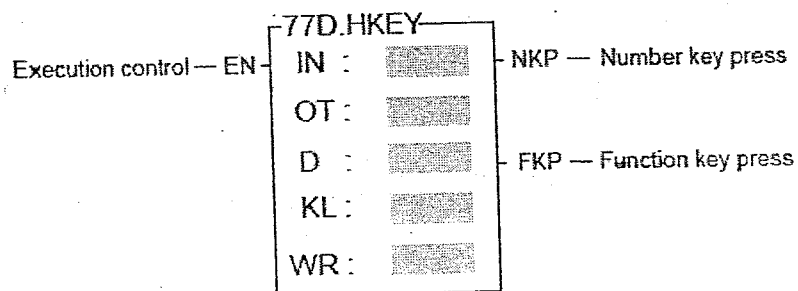 77D.HKEY
Execution control — EN IN : NKP — Number key press
OT :
D : FKP — Function key press
KL :
WR :